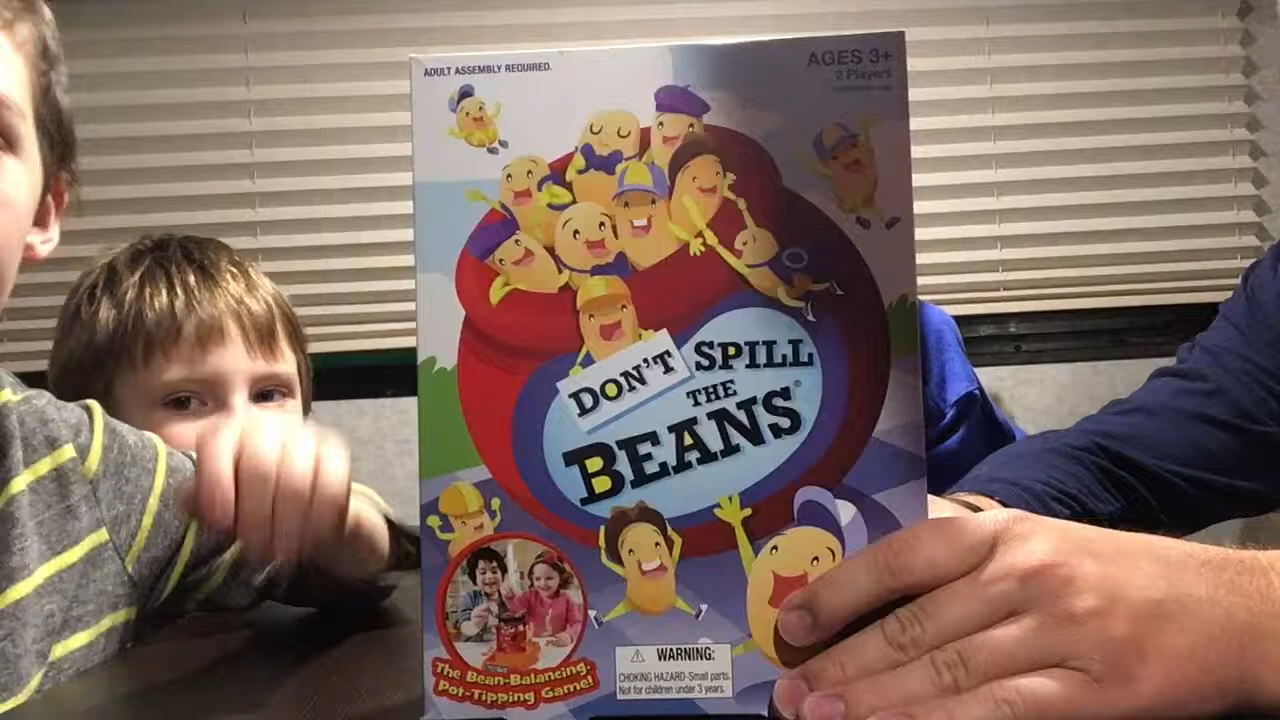 ADULT ASSEMBLY REQUIRED.
AGES 3+
2 Players
DON'T SPILL
THE
BEANS®
The Bean-Balancing,
Pot-Tipping Game!
WARNING:
CHOKING HAZARD-Small parts.
Not for children under 3 years.